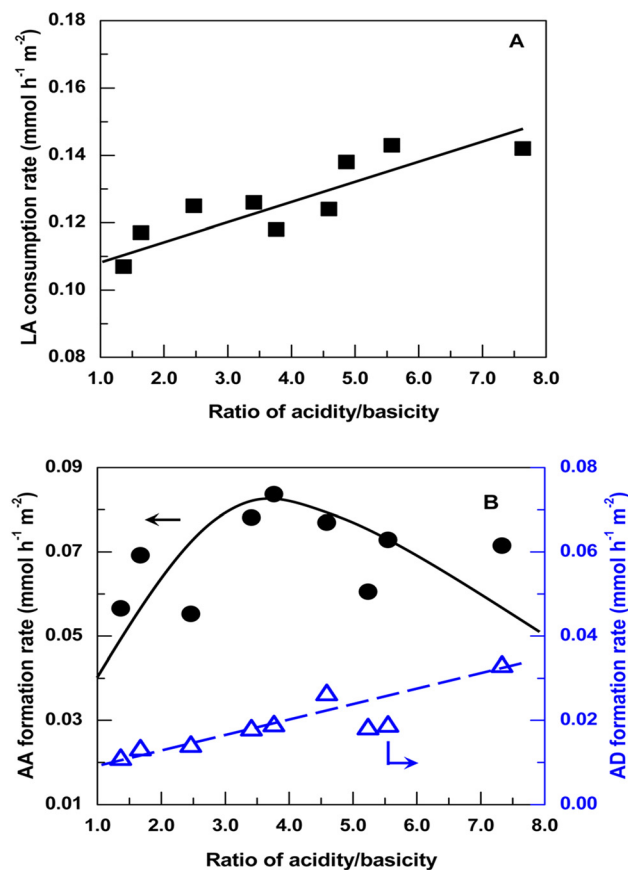 0.18
A
0.16
0.14
0.12
0.10
0.08
LA consumption rate (mmol h⁻¹ m⁻²)
1.0 2.0 3.0 4.0 5.0 6.0 7.0 8.0
Ratio of acidity/basicity
0.09 0.08
B
0.07 0.06
0.05 0.04
0.03 0.02
0.01 0.00
AA formation rate (mmol h⁻¹ m⁻²)
AD formation rate (mmol h⁻¹ m⁻²)
1.0 2.0 3.0 4.0 5.0 6.0 7.0 8.0
Ratio of acidity/basicity